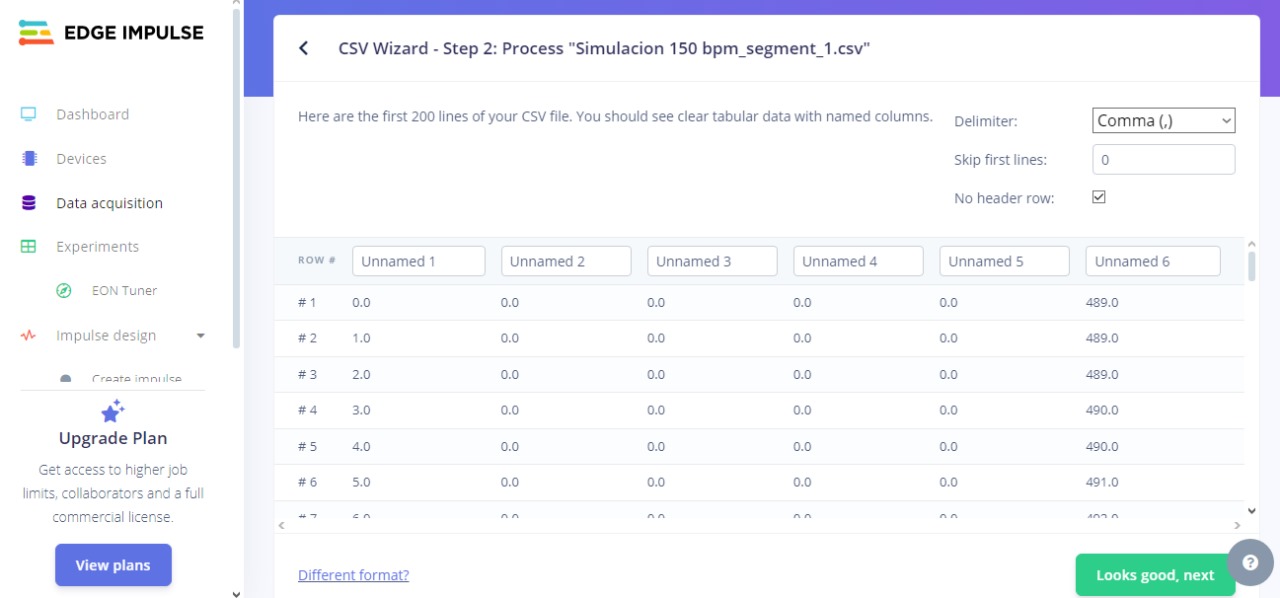 EDGE IMPULSE
Dashboard
Devices
Data acquisition
Experiments
EON Tuner
Impulse design
Create impulse
Upgrade Plan
Get access to higher job
limits, collaborators and a full
commercial license.
View plans
CSV Wizard - Step 2: Process "Simulacion 150 bpm_segment_1.csv"
Here are the first 200 lines of your CSV file. You should see clear tabular data with named columns.
Delimiter: Comma (,)
Skip first lines: 0
No header row:
ROW # Unnamed 1 Unnamed 2 Unnamed 3 Unnamed 4 Unnamed 5 Unnamed 6
# 1 0.0 0.0 0.0 0.0 0.0 489.0
# 2 1.0 0.0 0.0 0.0 0.0 489.0
# 3 2.0 0.0 0.0 0.0 0.0 489.0
# 4 3.0 0.0 0.0 0.0 0.0 490.0
# 5 4.0 0.0 0.0 0.0 0.0 490.0
# 6 5.0 0.0 0.0 0.0 0.0 491.0
Different format?
Looks good, next
?